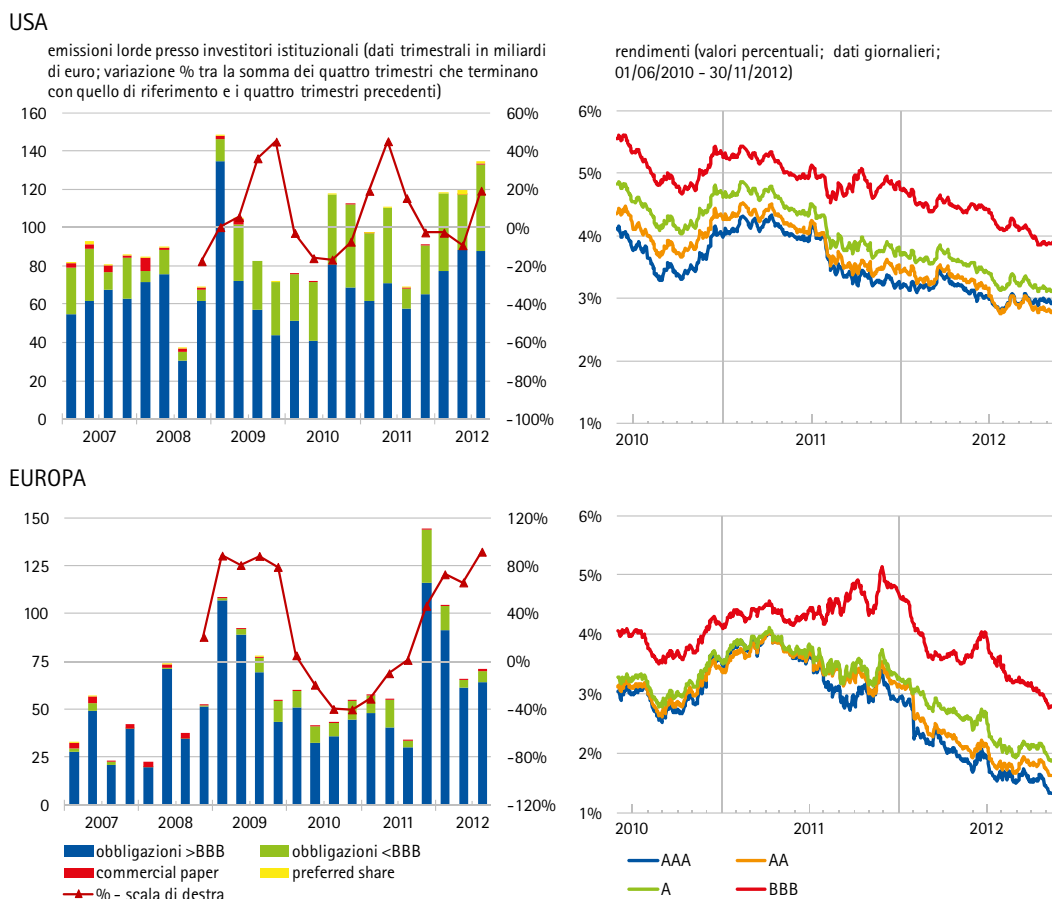 USA
emissioni lorde presso investitori istituzionali (dati trimestrali in miliardi
di euro; variazione % tra la somma dei quattro trimestri che terminano
con quello di riferimento e i quattro trimestri precedenti)
160
140
120
100
80
60
40
20
0
60%
40%
20%
0%
-20%
-40%
-60%
-80%
-100%
2007 2008 2009 2010 2011 2012
rendimenti (valori percentuali; dati giornalieri;
01/06/2010 - 30/11/2012)
6%
5%
4%
3%
2%
1%
2010 2011 2012
EUROPA
150
125
100
75
50
25
0
120%
80%
40%
0%
-40%
-80%
-120%
2007 2008 2009 2010 2011 2012
obbligazioni >BBB obbligazioni <BBB
commercial paper preferred share
% - scala di destra
6%
5%
4%
3%
2%
1%
2010 2011 2012
AAA AA
A BBB